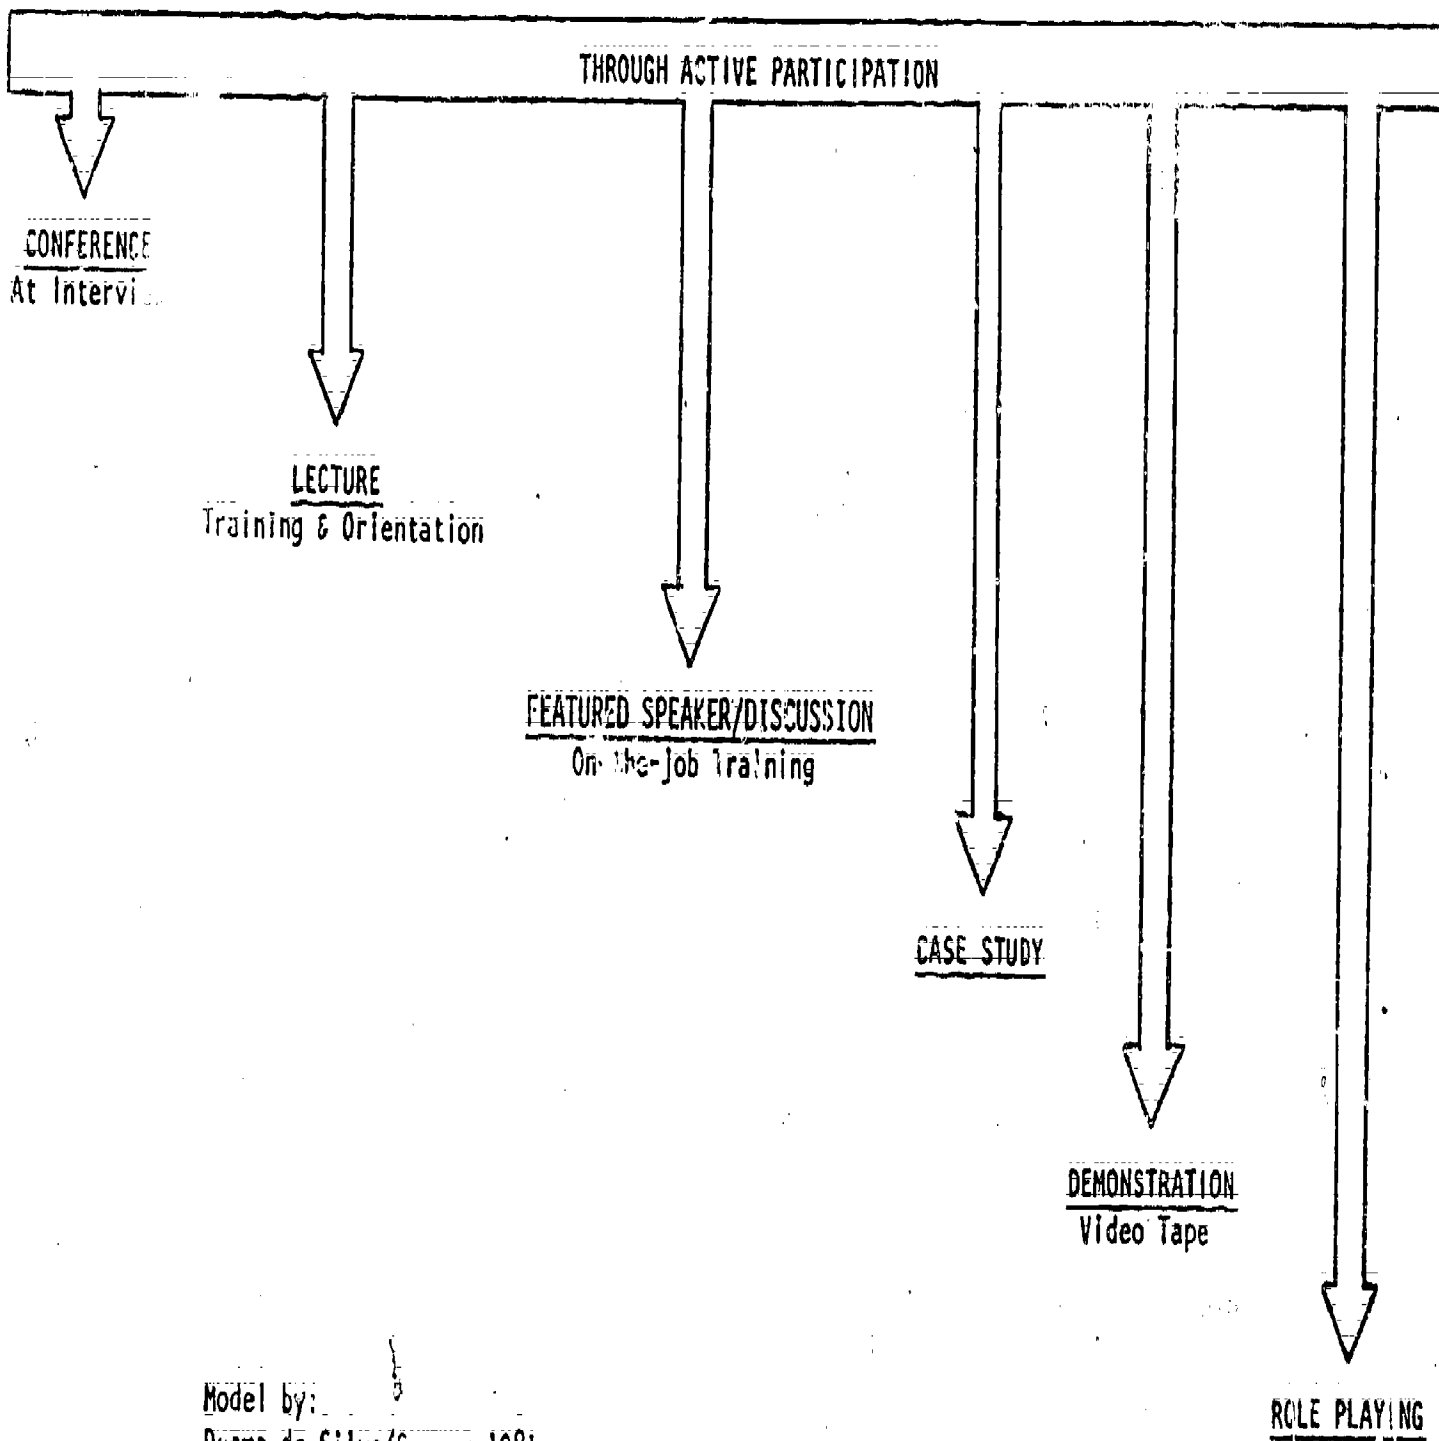 THROUGH ACTIVE PARTICIPATION
CONFERENCE
At
LECTURE
Training & Orientation
FEATURED SPEAKER/DISCUSSION
On-the-job Training
CASE STUDY
DEMONSTRATION
Video Tape
ROLE PLAYING
Model by: